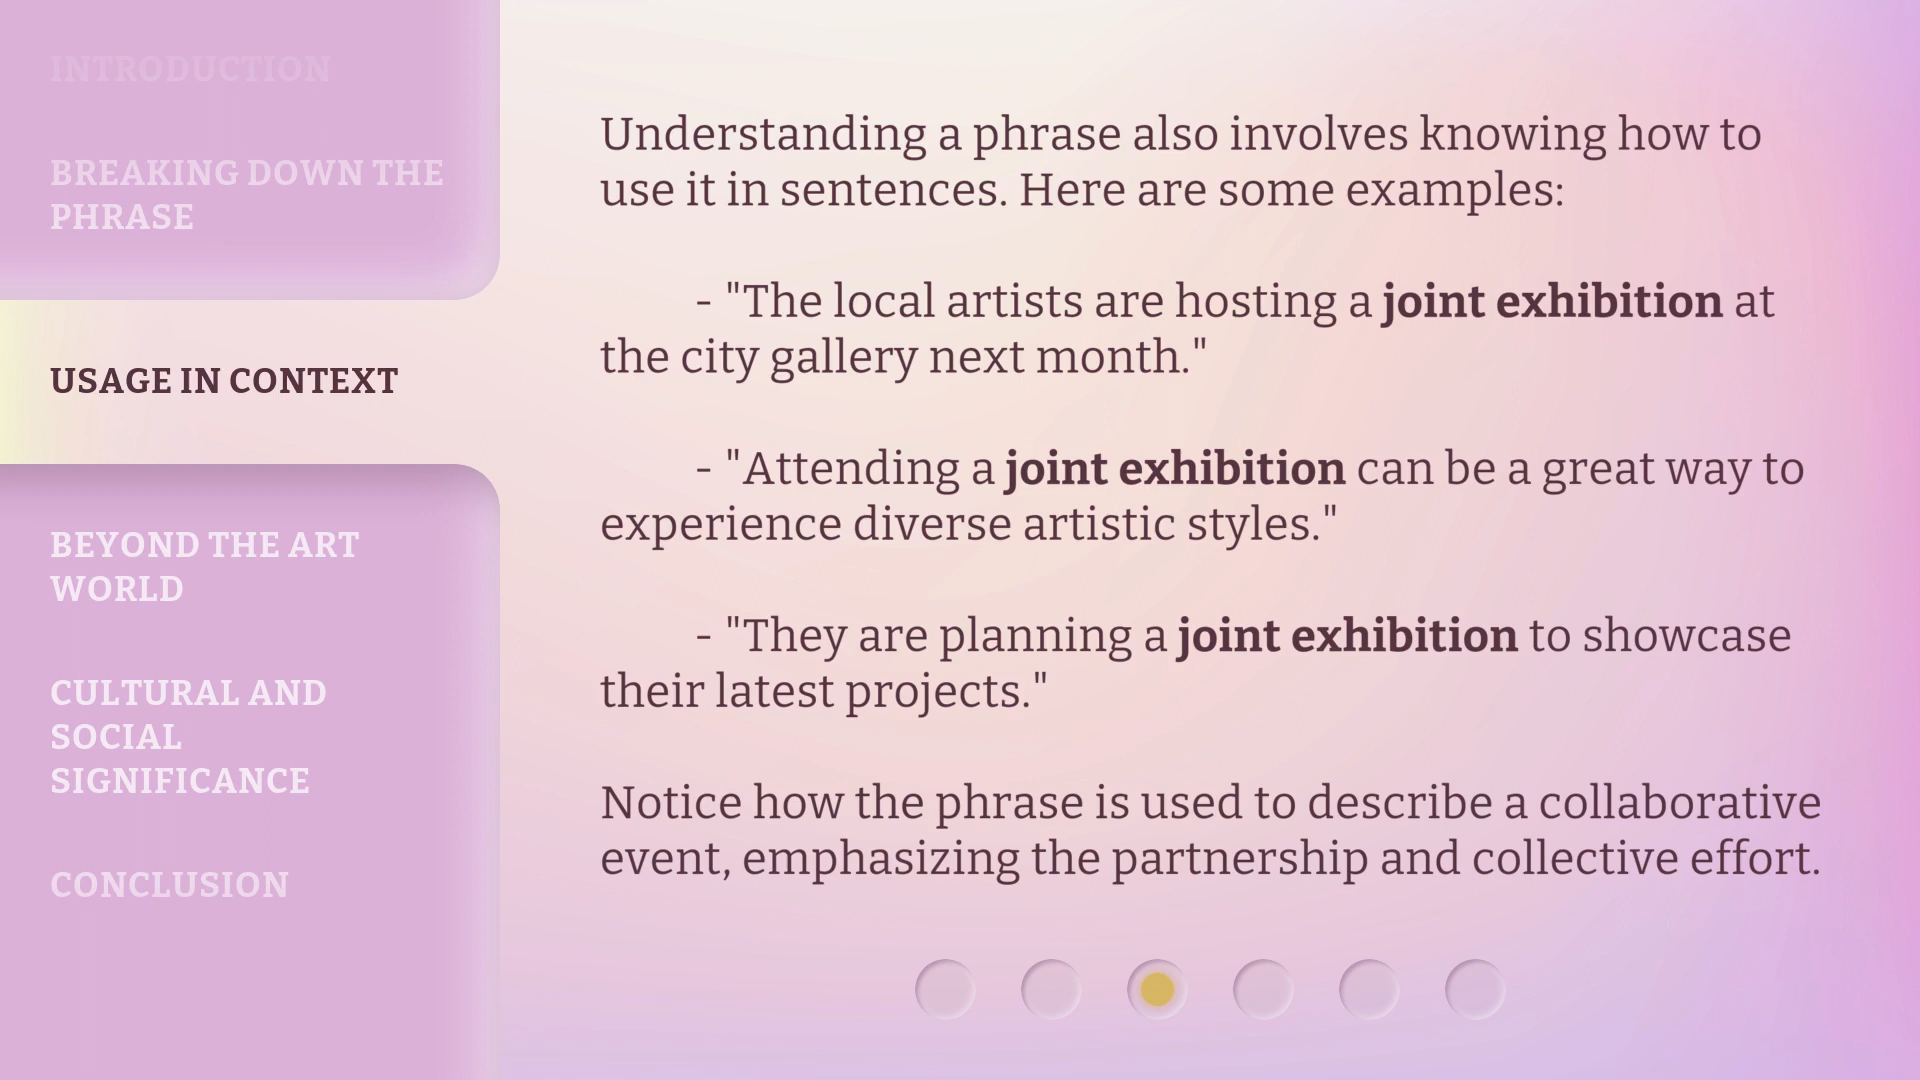 INTRODUCTION
BREAKING DOWN THE
PHRASE
USAGE IN CONTEXT
BEYOND THE ART
WORLD
CULTURAL AND
SOCIAL
SIGNIFICANCE
CONCLUSION
Understanding a phrase also involves knowing how to
use it in sentences. Here are some examples:
- "The local artists are hosting a joint exhibition at
the city gallery next month."
- "Attending a joint exhibition can be a great way to
experience diverse artistic styles."
- "They are planning a joint exhibition to showcase
their latest projects."
Notice how the phrase is used to describe a collaborative
event, emphasizing the partnership and collective effort.